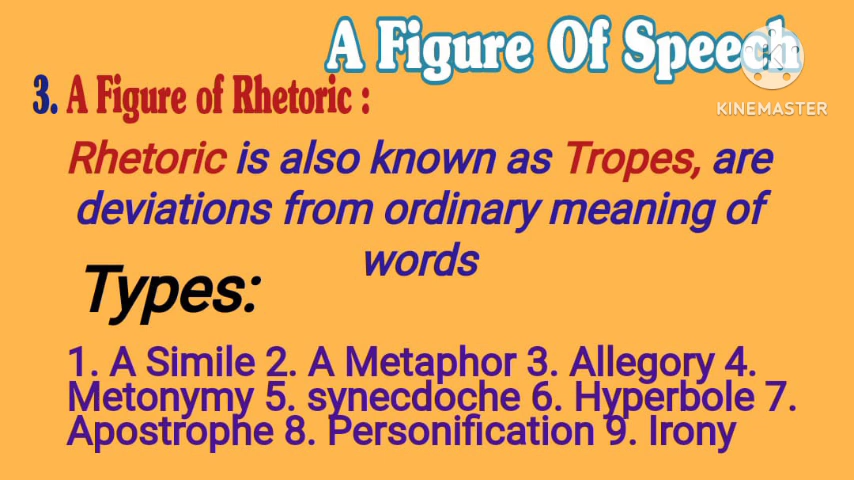 A Figure Of Speech
KINEMASTER
3. A Figure of Rhetoric :
Rhetoric is also known as Tropes, are
deviations from ordinary meaning of
words
Types:
1. A Simile 2. A Metaphor 3. Allegory 4.
Metonymy 5. synecdoche 6. Hyperbole 7.
Apostrophe 8. Personification 9. Irony